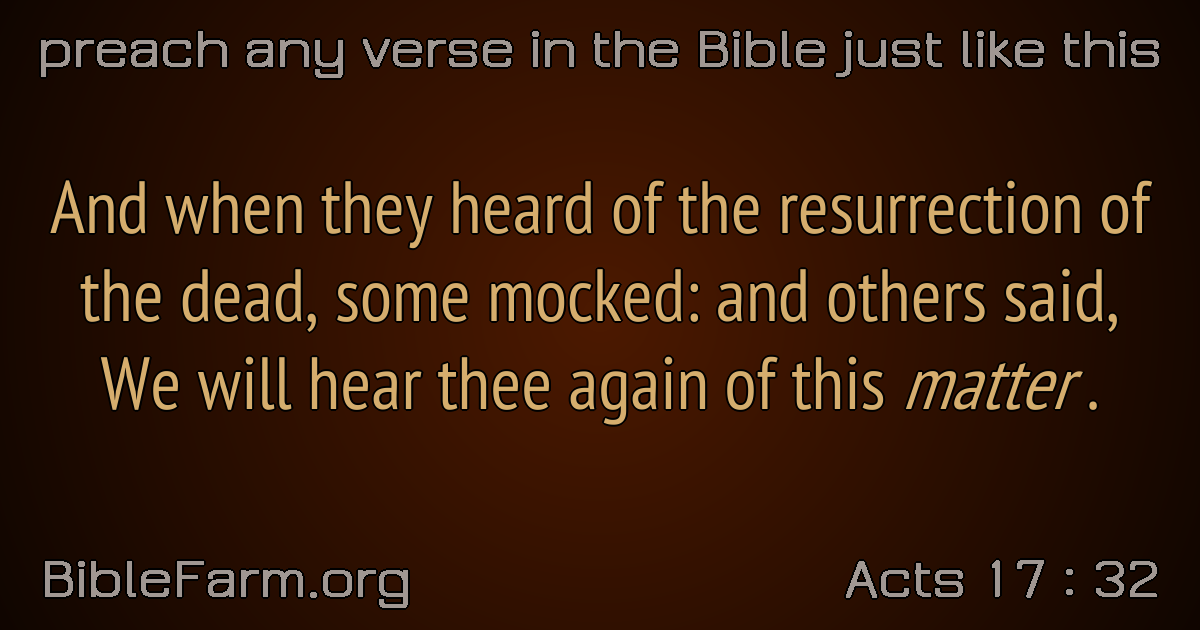 preach any verse in the Bible just like this
And when they heard of the resurrection of
the dead, some mocked: and others said,
We will hear thee again of this matter .
BibleFarm.org
Acts 17 : 32